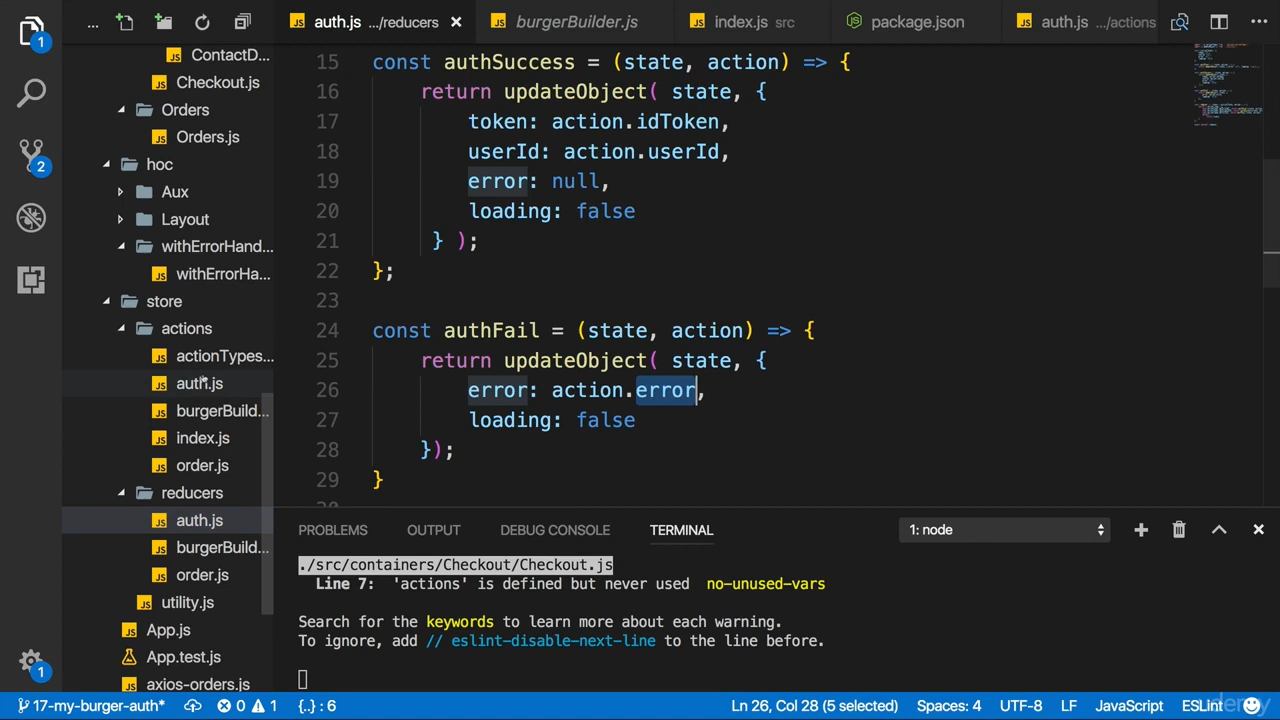 ...
auth.js .../reducers
burgerBuilder.js
index.js src
package.json
auth.js .../actions
ContactD...
Checkout.js
Orders
Orders.js
hoc
Aux
Layout
withErrorHand...
withErrorHa...
store
actions
actionTypes...
auth.js
burgerBuild...
index.js
order.js
reducers
auth.js
burgerBuild...
order.js
utility.js
App.js
App.test.js
axios-orders.js
15 const authSuccess = (state, action) => {
16 return updateObject( state, {
17 token: action.idToken,
18 userId: action.userId,
19 error: null,
20 loading: false
21 } );
22 };
23
24 const authFail = (state, action) => {
25 return updateObject( state, {
26 error: action.error,
27 loading: false
28 });
29 }
PROBLEMS OUTPUT DEBUG CONSOLE TERMINAL 1: node
./src/containers/Checkout/Checkout.js
Line 7: 'actions' is defined but never used no-unused-vars
Search for the keywords to learn more about each warning.
To ignore, add // eslint-disable-next-line to the line before.
1
2
1
17-my-burger-auth* 0 1 {..} : 6 Ln 26, Col 28 (5 selected) Spaces: 4 UTF-8 LF JavaScript ESLint
udemy